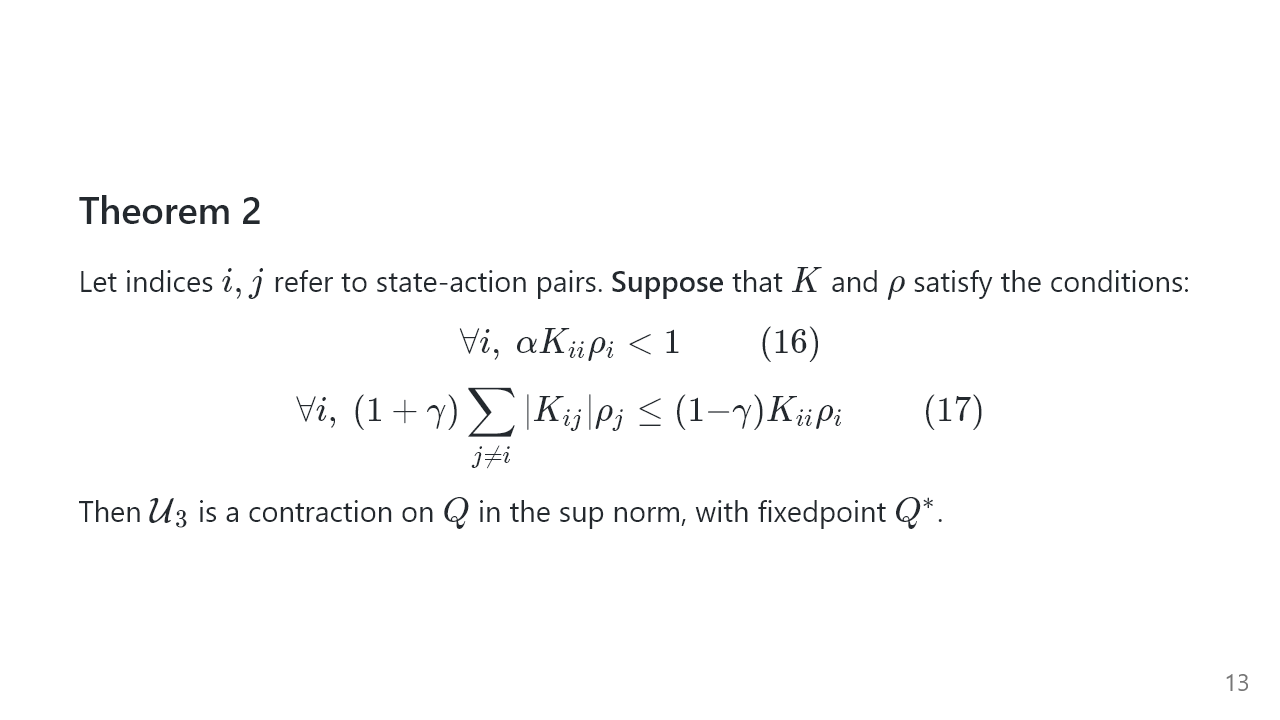 Theorem 2
Let indices i, j refer to state-action pairs. Suppose that K and ρ satisfy the conditions:
∀i, αK_{ii}ρ_i < 1 (16)
∀i, (1 + γ) ∑_{j≠i} |K_{ij}|ρ_j ≤ (1−γ)K_{ii}ρ_i (17)
Then 𝒰_3 is a contraction on Q in the sup norm, with fixedpoint Q^*.
13